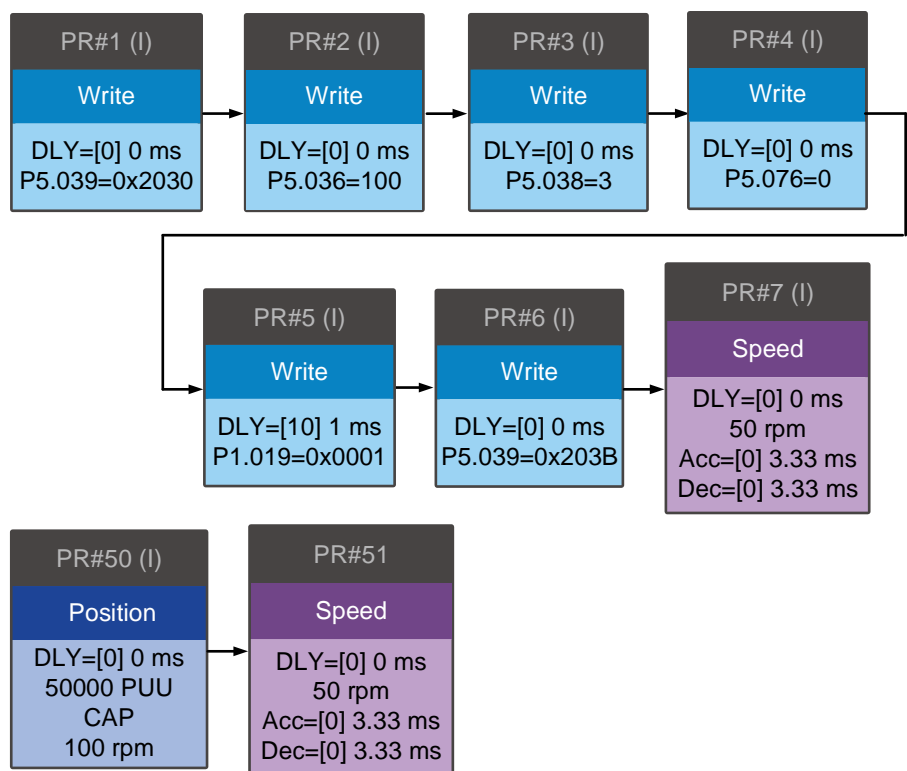 PR#1 (I)
Write
DLY=[0] 0 ms
P5.039=0x2030
PR#2 (I)
Write
DLY=[0] 0 ms
P5.036=100
PR#3 (I)
Write
DLY=[0] 0 ms
P5.038=3
PR#4 (I)
Write
DLY=[0] 0 ms
P5.076=0
PR#5 (I)
Write
DLY=[10] 1 ms
P1.019=0x0001
PR#6 (I)
Write
DLY=[0] 0 ms
P5.039=0x203B
PR#7 (I)
Speed
DLY=[0] 0 ms
50 rpm
Acc=[0] 3.33 ms
Dec=[0] 3.33 ms
PR#50 (I)
Position
DLY=[0] 0 ms
50000 PUU
CAP
100 rpm
PR#51
Speed
DLY=[0] 0 ms
50 rpm
Acc=[0] 3.33 ms
Dec=[0] 3.33 ms